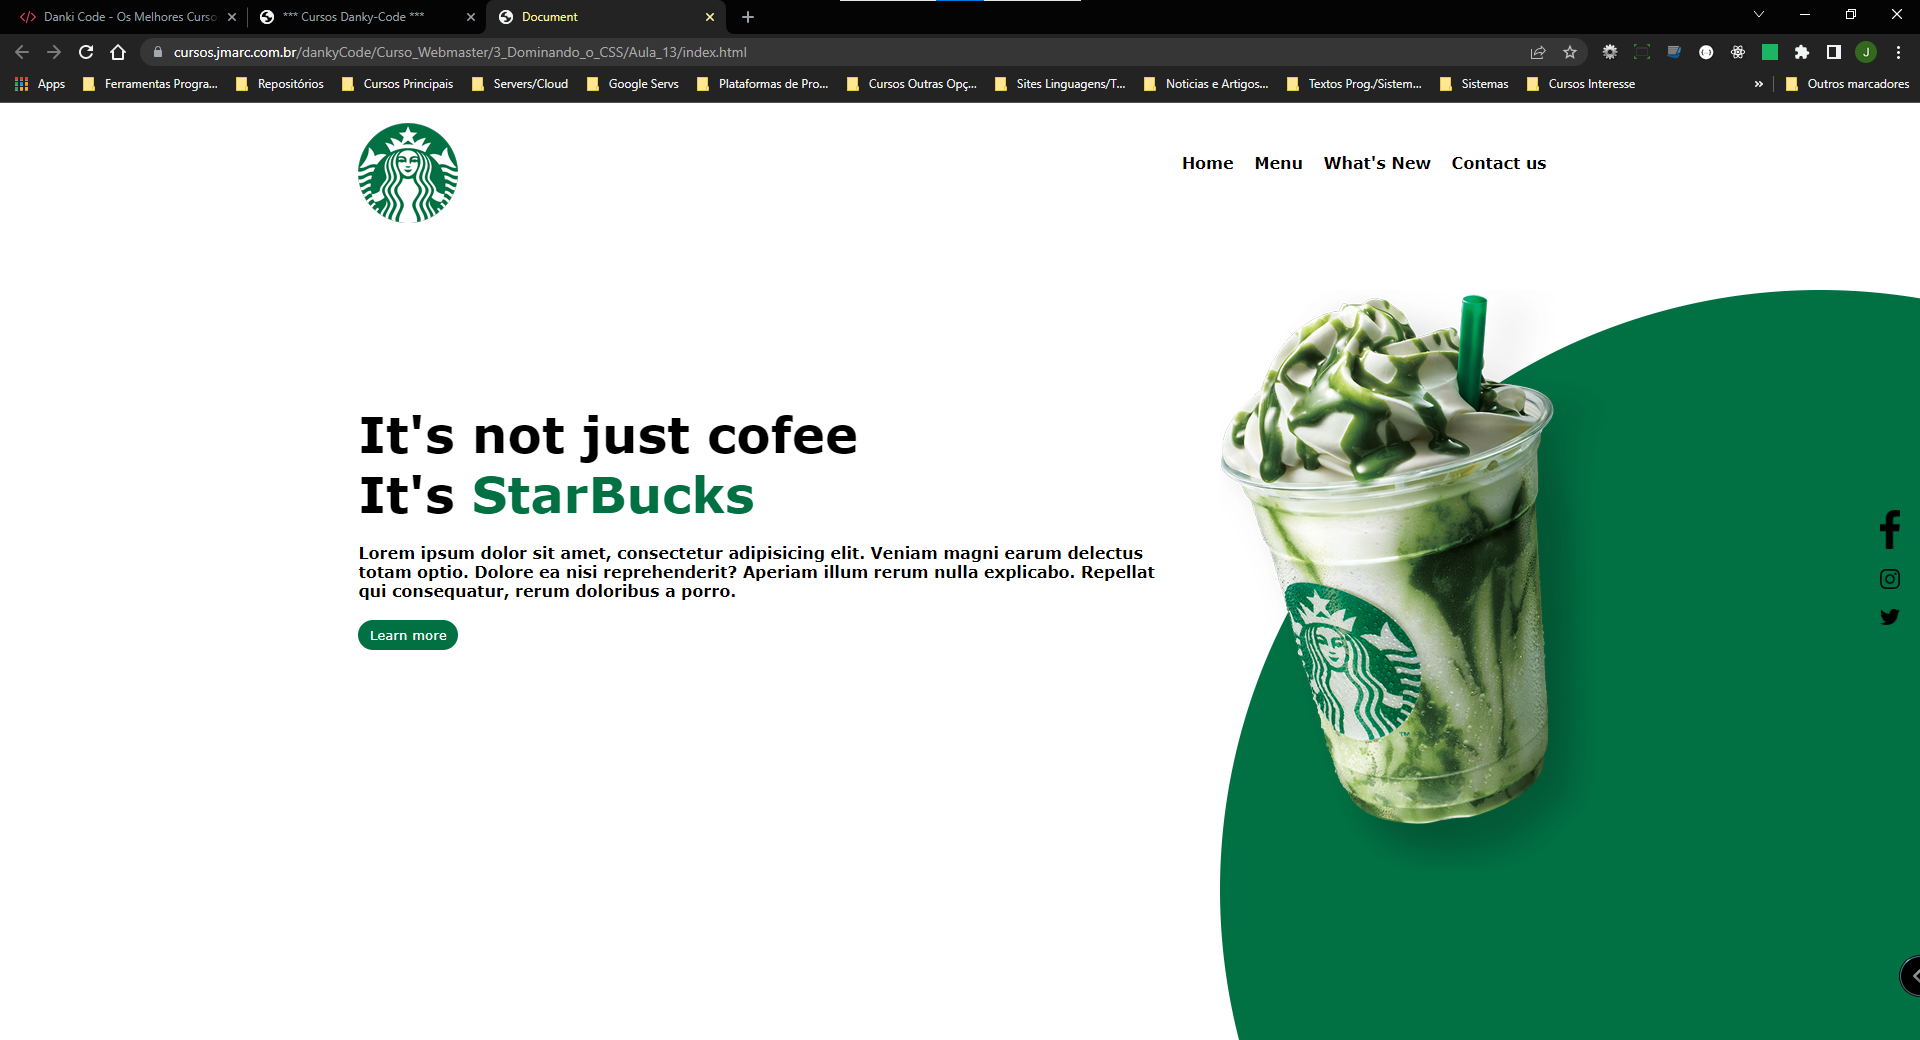 Danki Code - Os Melhores Curso
*** Cursos Danky-Code ***
Document
cursos.jmarc.com.br/dankyCode/Curso_Webmaster/3_Dominando_o_CSS/Aula_13/index.html
J
Apps
Ferramentas Progra...
Repositórios
Cursos Principais
Servers/Cloud
Google Servs
Plataformas de Pro...
Cursos Outras Opç...
Sites Linguagens/T...
Noticias e Artigos...
Textos Prog./Sistem...
Sistemas
Cursos Interesse
»
Outros marcadores
Home
Menu
What's New
Contact us
It's not just cofee
It's StarBucks
Lorem ipsum dolor sit amet, consectetur adipisicing elit. Veniam magni earum delectus
totam optio. Dolore ea nisi reprehenderit? Aperiam illum rerum nulla explicabo. Repellat
qui consequatur, rerum doloribus a porro.
Learn more
TM